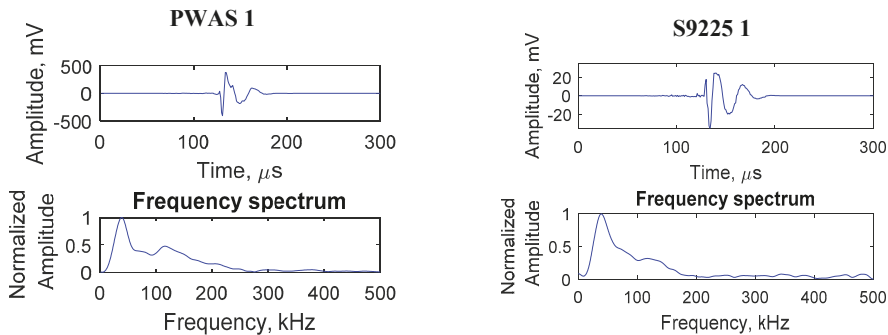 PWAS 1
Amplitude, mV
500
0
-500
0 100 200 300
Time, μs
Frequency spectrum
Normalized
Amplitude
1
0.5
0
0 100 200 300 400 500
Frequency, kHz
S9225 1
Amplitude, mV
20
0
-20
0 100 200 300
Time, μs
Frequency spectrum
Normalized
Amplitude
1
0.5
0
0 100 200 300 400 500
Frequency, kHz